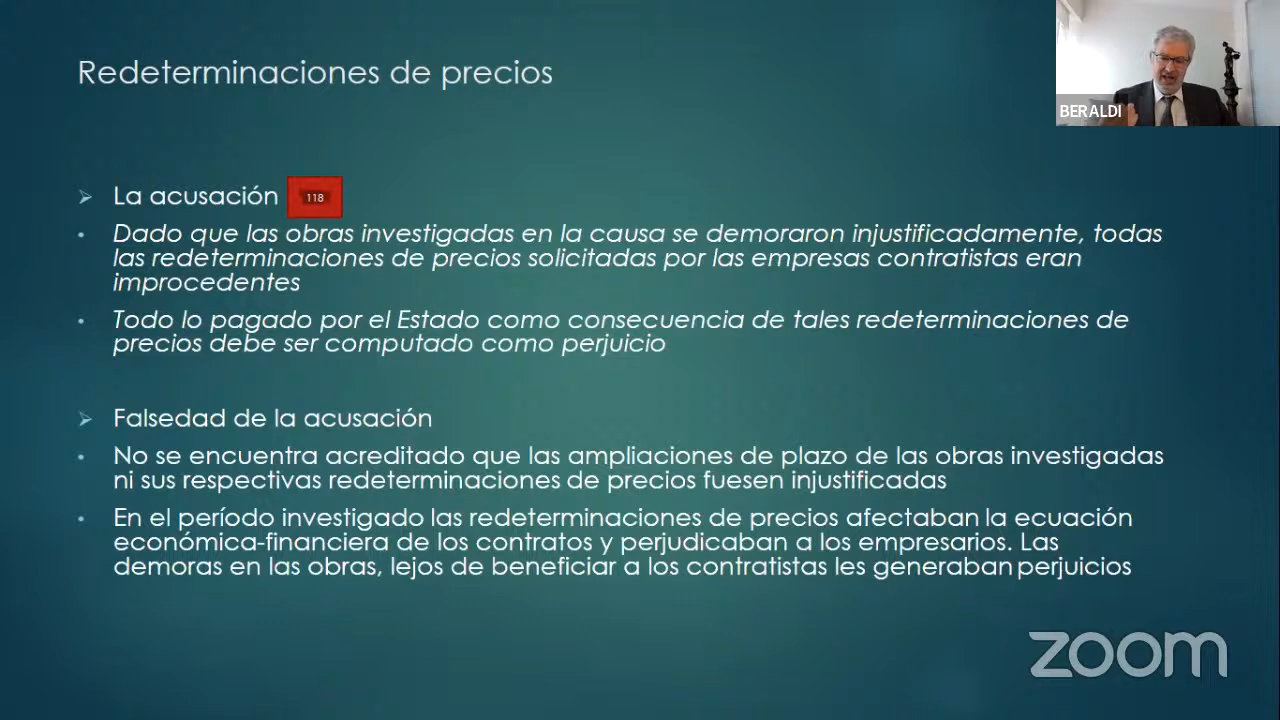 Redeterminaciones de precios
BERALDI
La acusación
118
Dado que las obras investigadas en la causa se demoraron injustificadamente, todas
las redeterminaciones de precios solicitadas por las empresas contratistas eran
improcedentes
Todo lo pagado por el Estado como consecuencia de tales redeterminaciones de
precios debe ser computado como perjuicio
Falsedad de la acusación
No se encuentra acreditado que las ampliaciones de plazo de las obras investigadas
ni sus respectivas redeterminaciones de precios fuesen injustificadas
En el período investigado las redeterminaciones de precios afectaban la ecuación
económica-financiera de los contratos y perjudicaban a los empresarios. Las
demoras en las obras, lejos de beneficiar a los contratistas les generaban perjuicios
zoom